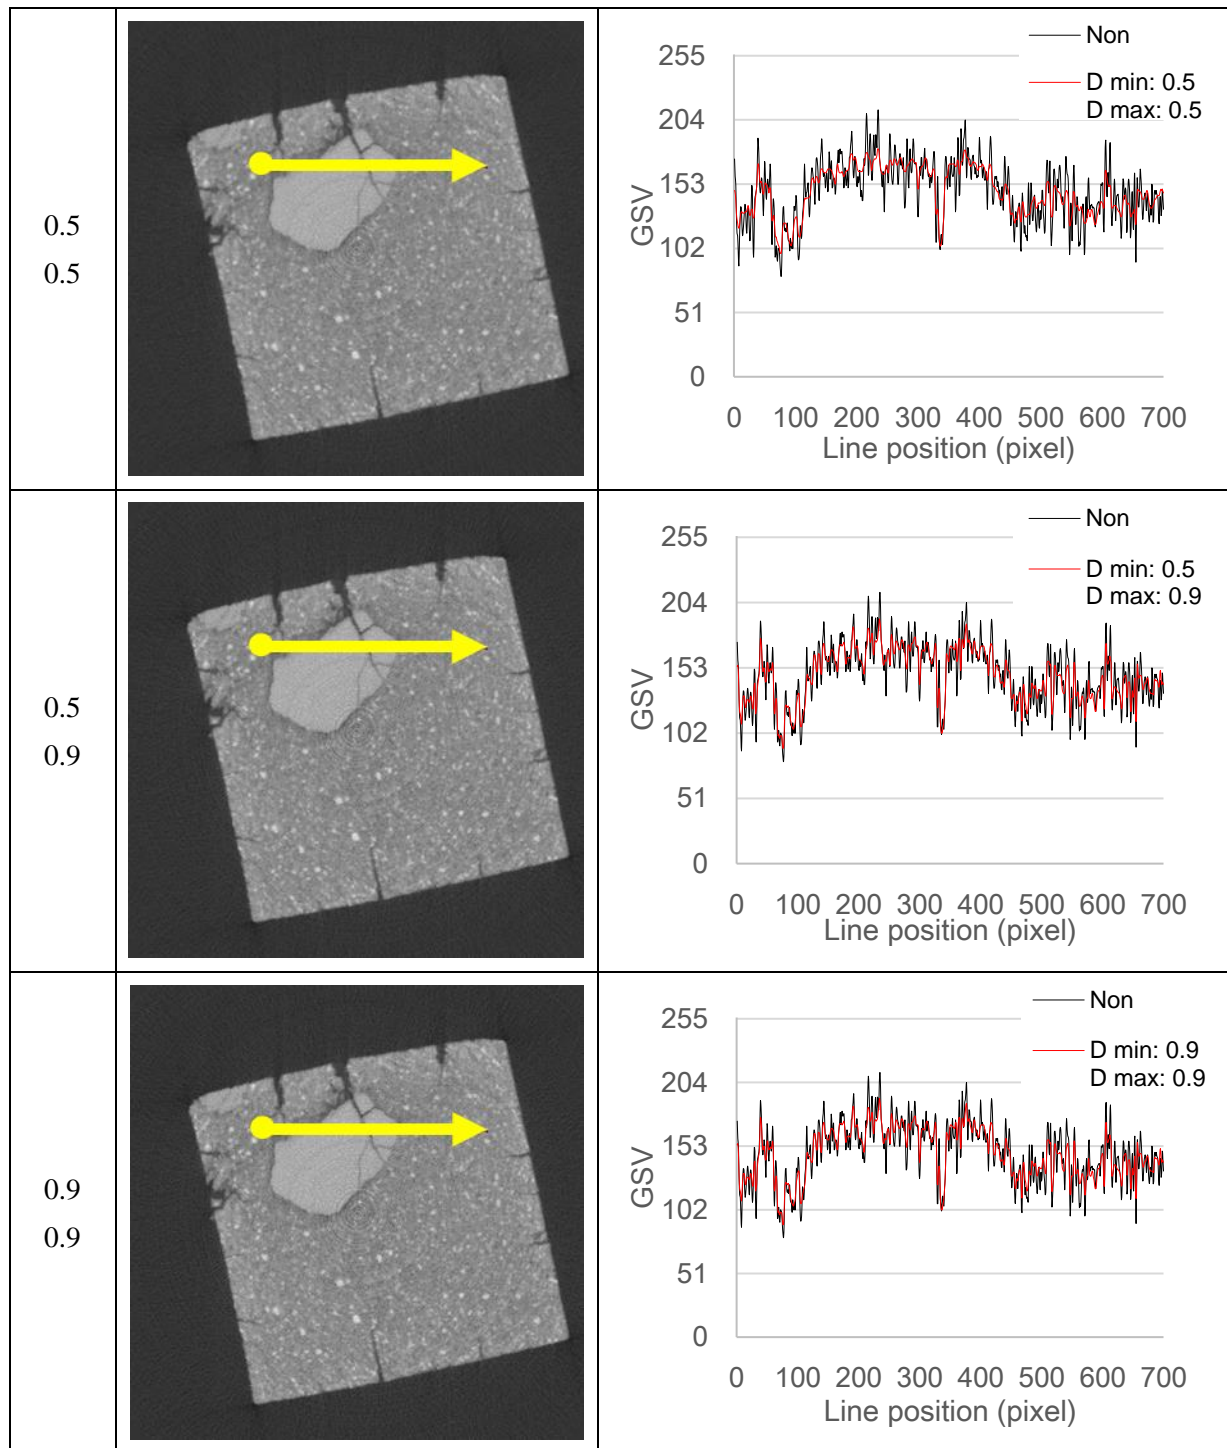 0.5
0.5
Non
D min: 0.5
D max: 0.5
255
204
153
102
51
0
GSV
0 100 200 300 400 500 600 700
Line position (pixel)
0.5
0.9
Non
D min: 0.5
D max: 0.9
255
204
153
102
51
0
GSV
0 100 200 300 400 500 600 700
Line position (pixel)
0.9
0.9
Non
D min: 0.9
D max: 0.9
255
204
153
102
51
0
GSV
0 100 200 300 400 500 600 700
Line position (pixel)